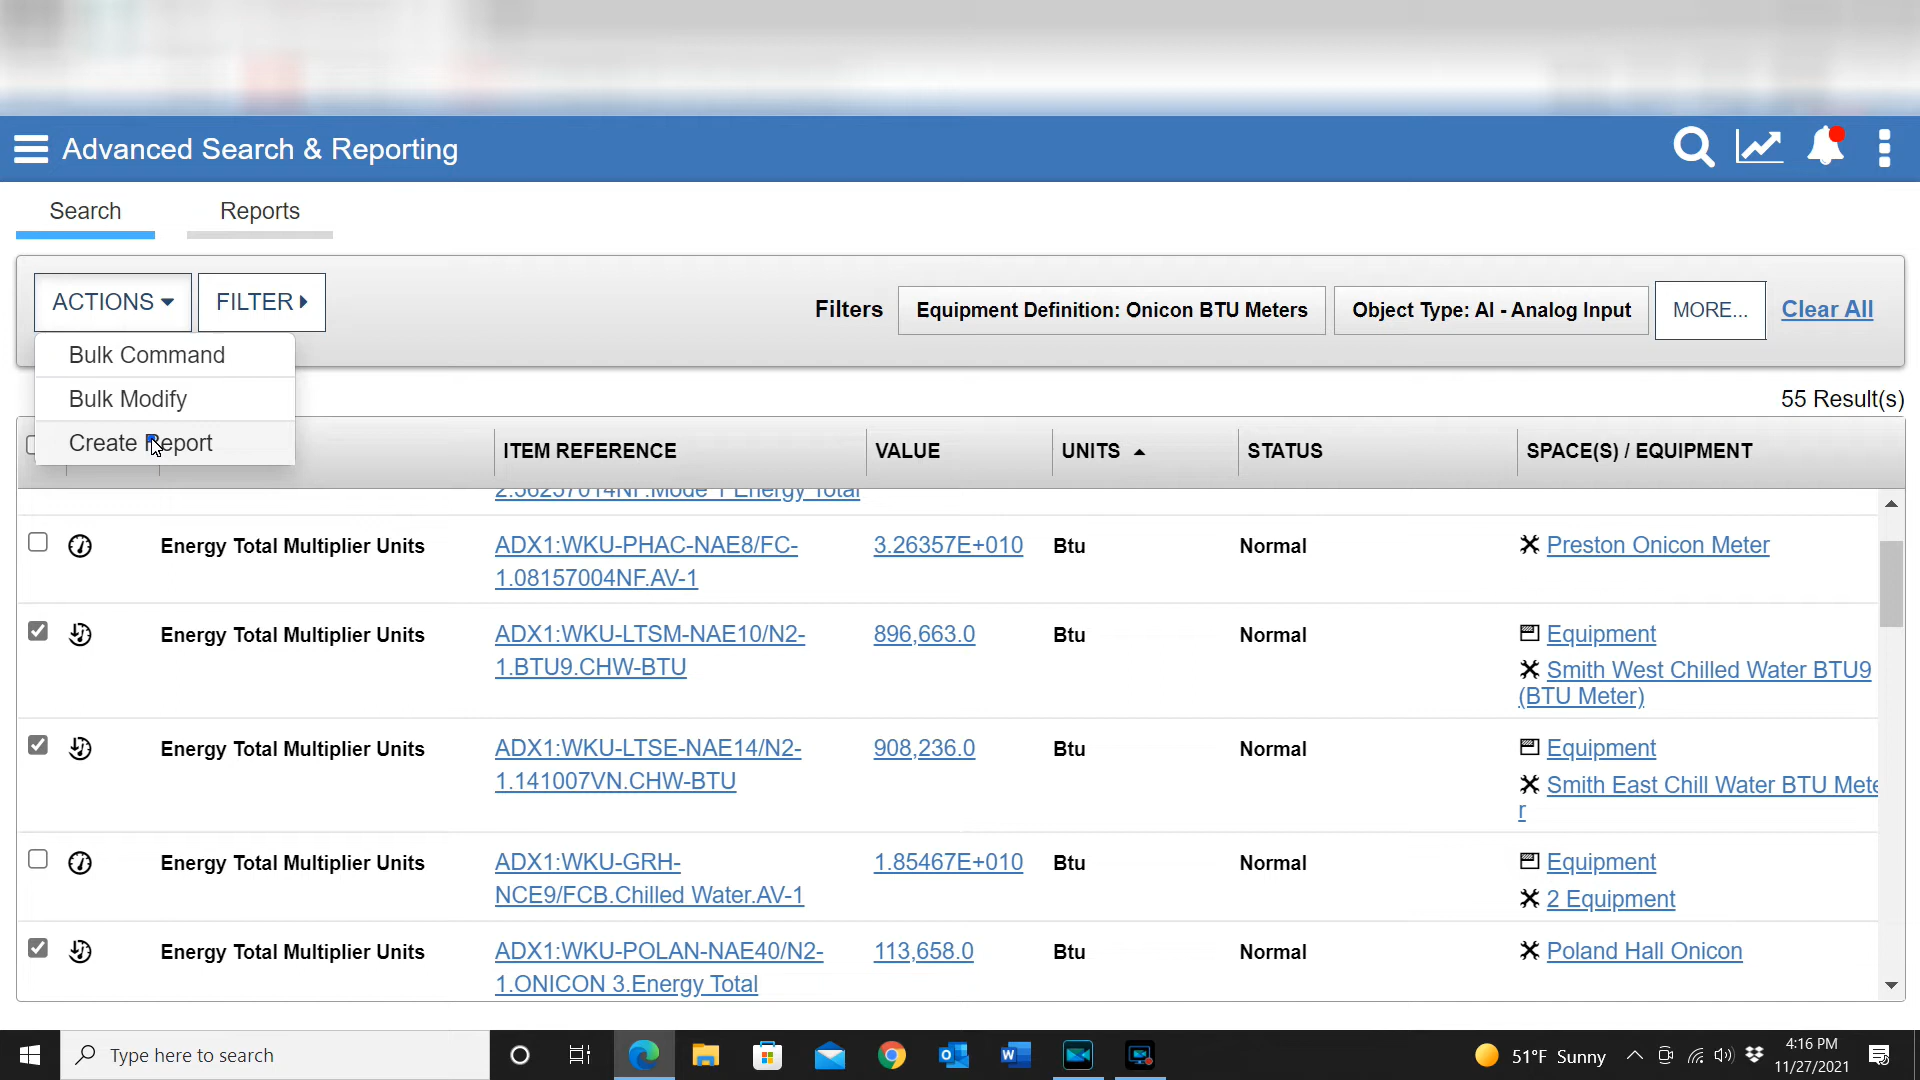 Advanced Search & Reporting
Search Reports
ACTIONS FILTER Filters Equipment Definition: Onicon BTU Meters Object Type: AI - Analog Input MORE... Clear All
Bulk Command
Bulk Modify
Create Report
55 Result(s)
ITEM REFERENCE VALUE UNITS STATUS SPACE(S) / EQUIPMENT
Energy Total Multiplier Units ADX1:WKU-PHAC-NAE8/FC- 3.26357E+010 Btu Normal Preston Onicon Meter
1.08157004NF.AV-1
Energy Total Multiplier Units ADX1:WKU-LTSM-NAE10/N2- 896,663.0 Btu Normal Equipment
1.BTU9.CHW-BTU Smith West Chilled Water BTU9
(BTU Meter)
Energy Total Multiplier Units ADX1:WKU-LTSE-NAE14/N2- 908,236.0 Btu Normal Equipment
1.141007VN.CHW-BTU Smith East Chill Water BTU Mete
r
Energy Total Multiplier Units ADX1:WKU-GRH- 1.85467E+010 Btu Normal Equipment
NCE9/FCB.Chilled Water.AV-1 2 Equipment
Energy Total Multiplier Units ADX1:WKU-POLAN-NAE40/N2- 113,658.0 Btu Normal Poland Hall Onicon
1.ONICON 3.Energy Total
Type here to search 51°F Sunny 4:16 PM
11/27/2021